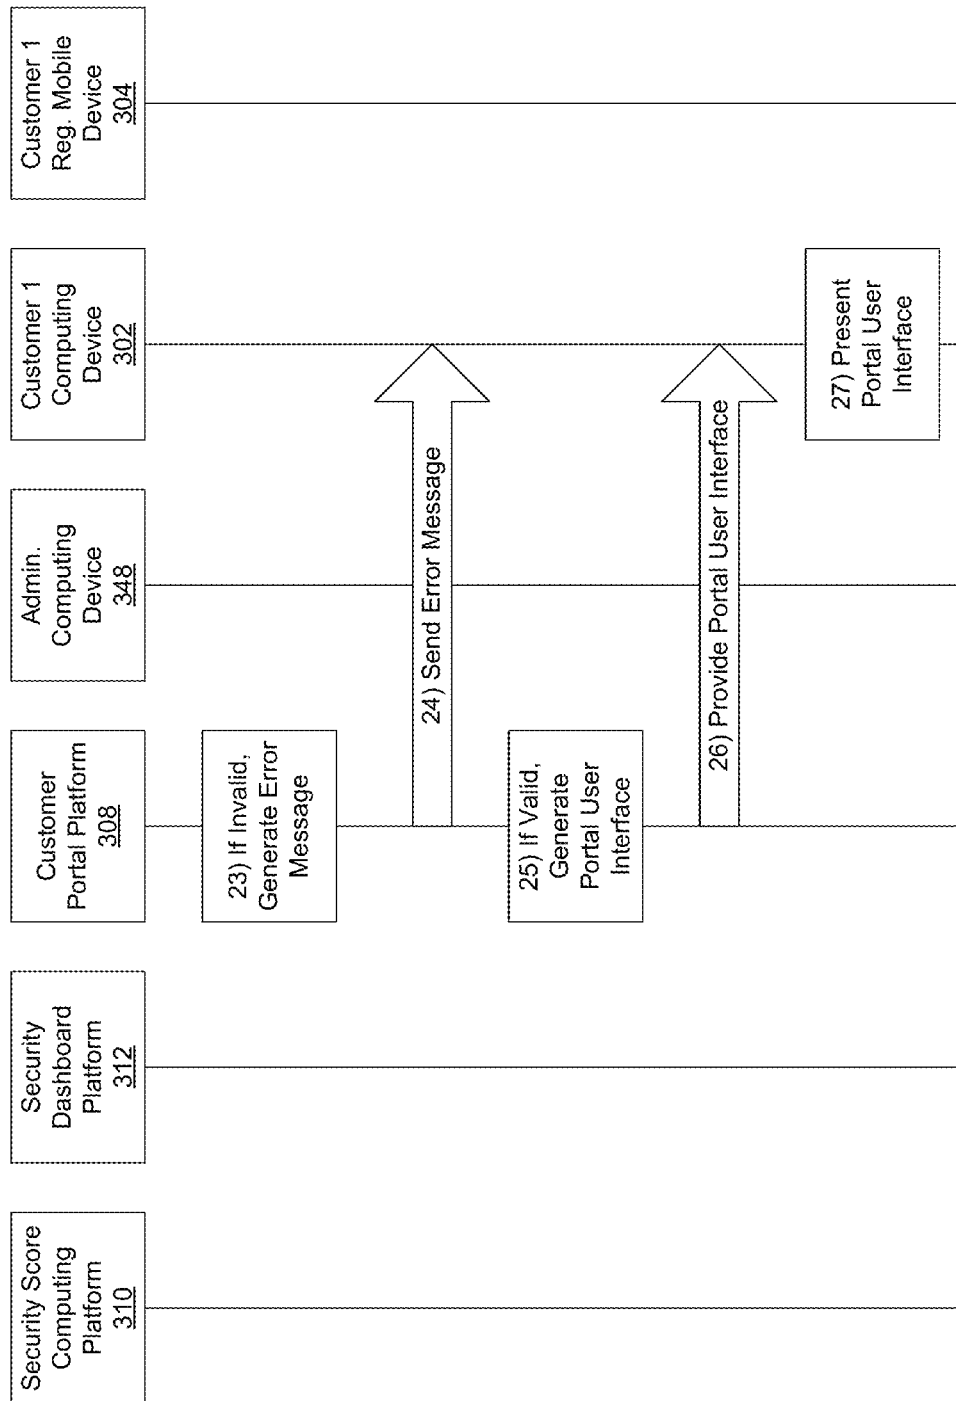 Security Score
Computing
Platform
310
Security
Dashboard
Platform
312
Customer
Portal Platform
308
Admin.
Computing
Device
348
Customer 1
Computing
Device
302
Customer 1
Reg. Mobile
Device
304
23) If Invalid,
Generate Error
Message
24) Send Error Message
25) If Valid,
Generate
Portal User
Interface
26) Provide Portal User Interface
27) Present
Portal User
Interface